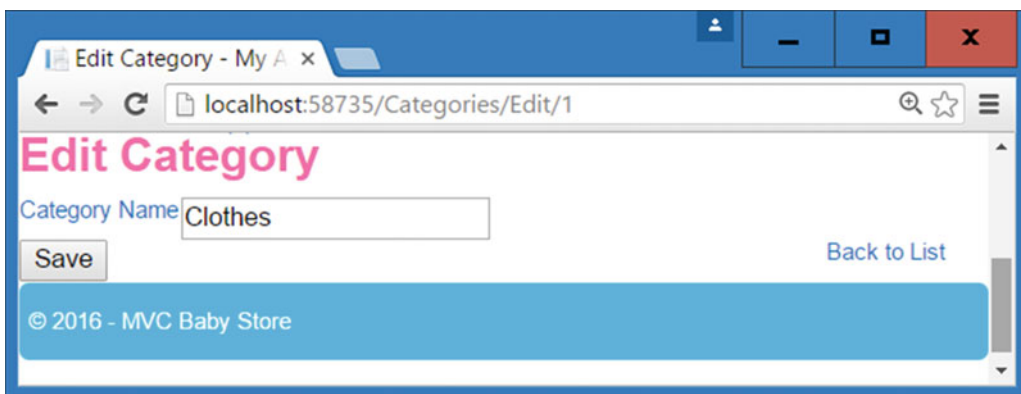 Edit Category - My A
localhost:58735/Categories/Edit/1
Edit Category
Category Name Clothes
Save Back to List
© 2016 - MVC Baby Store